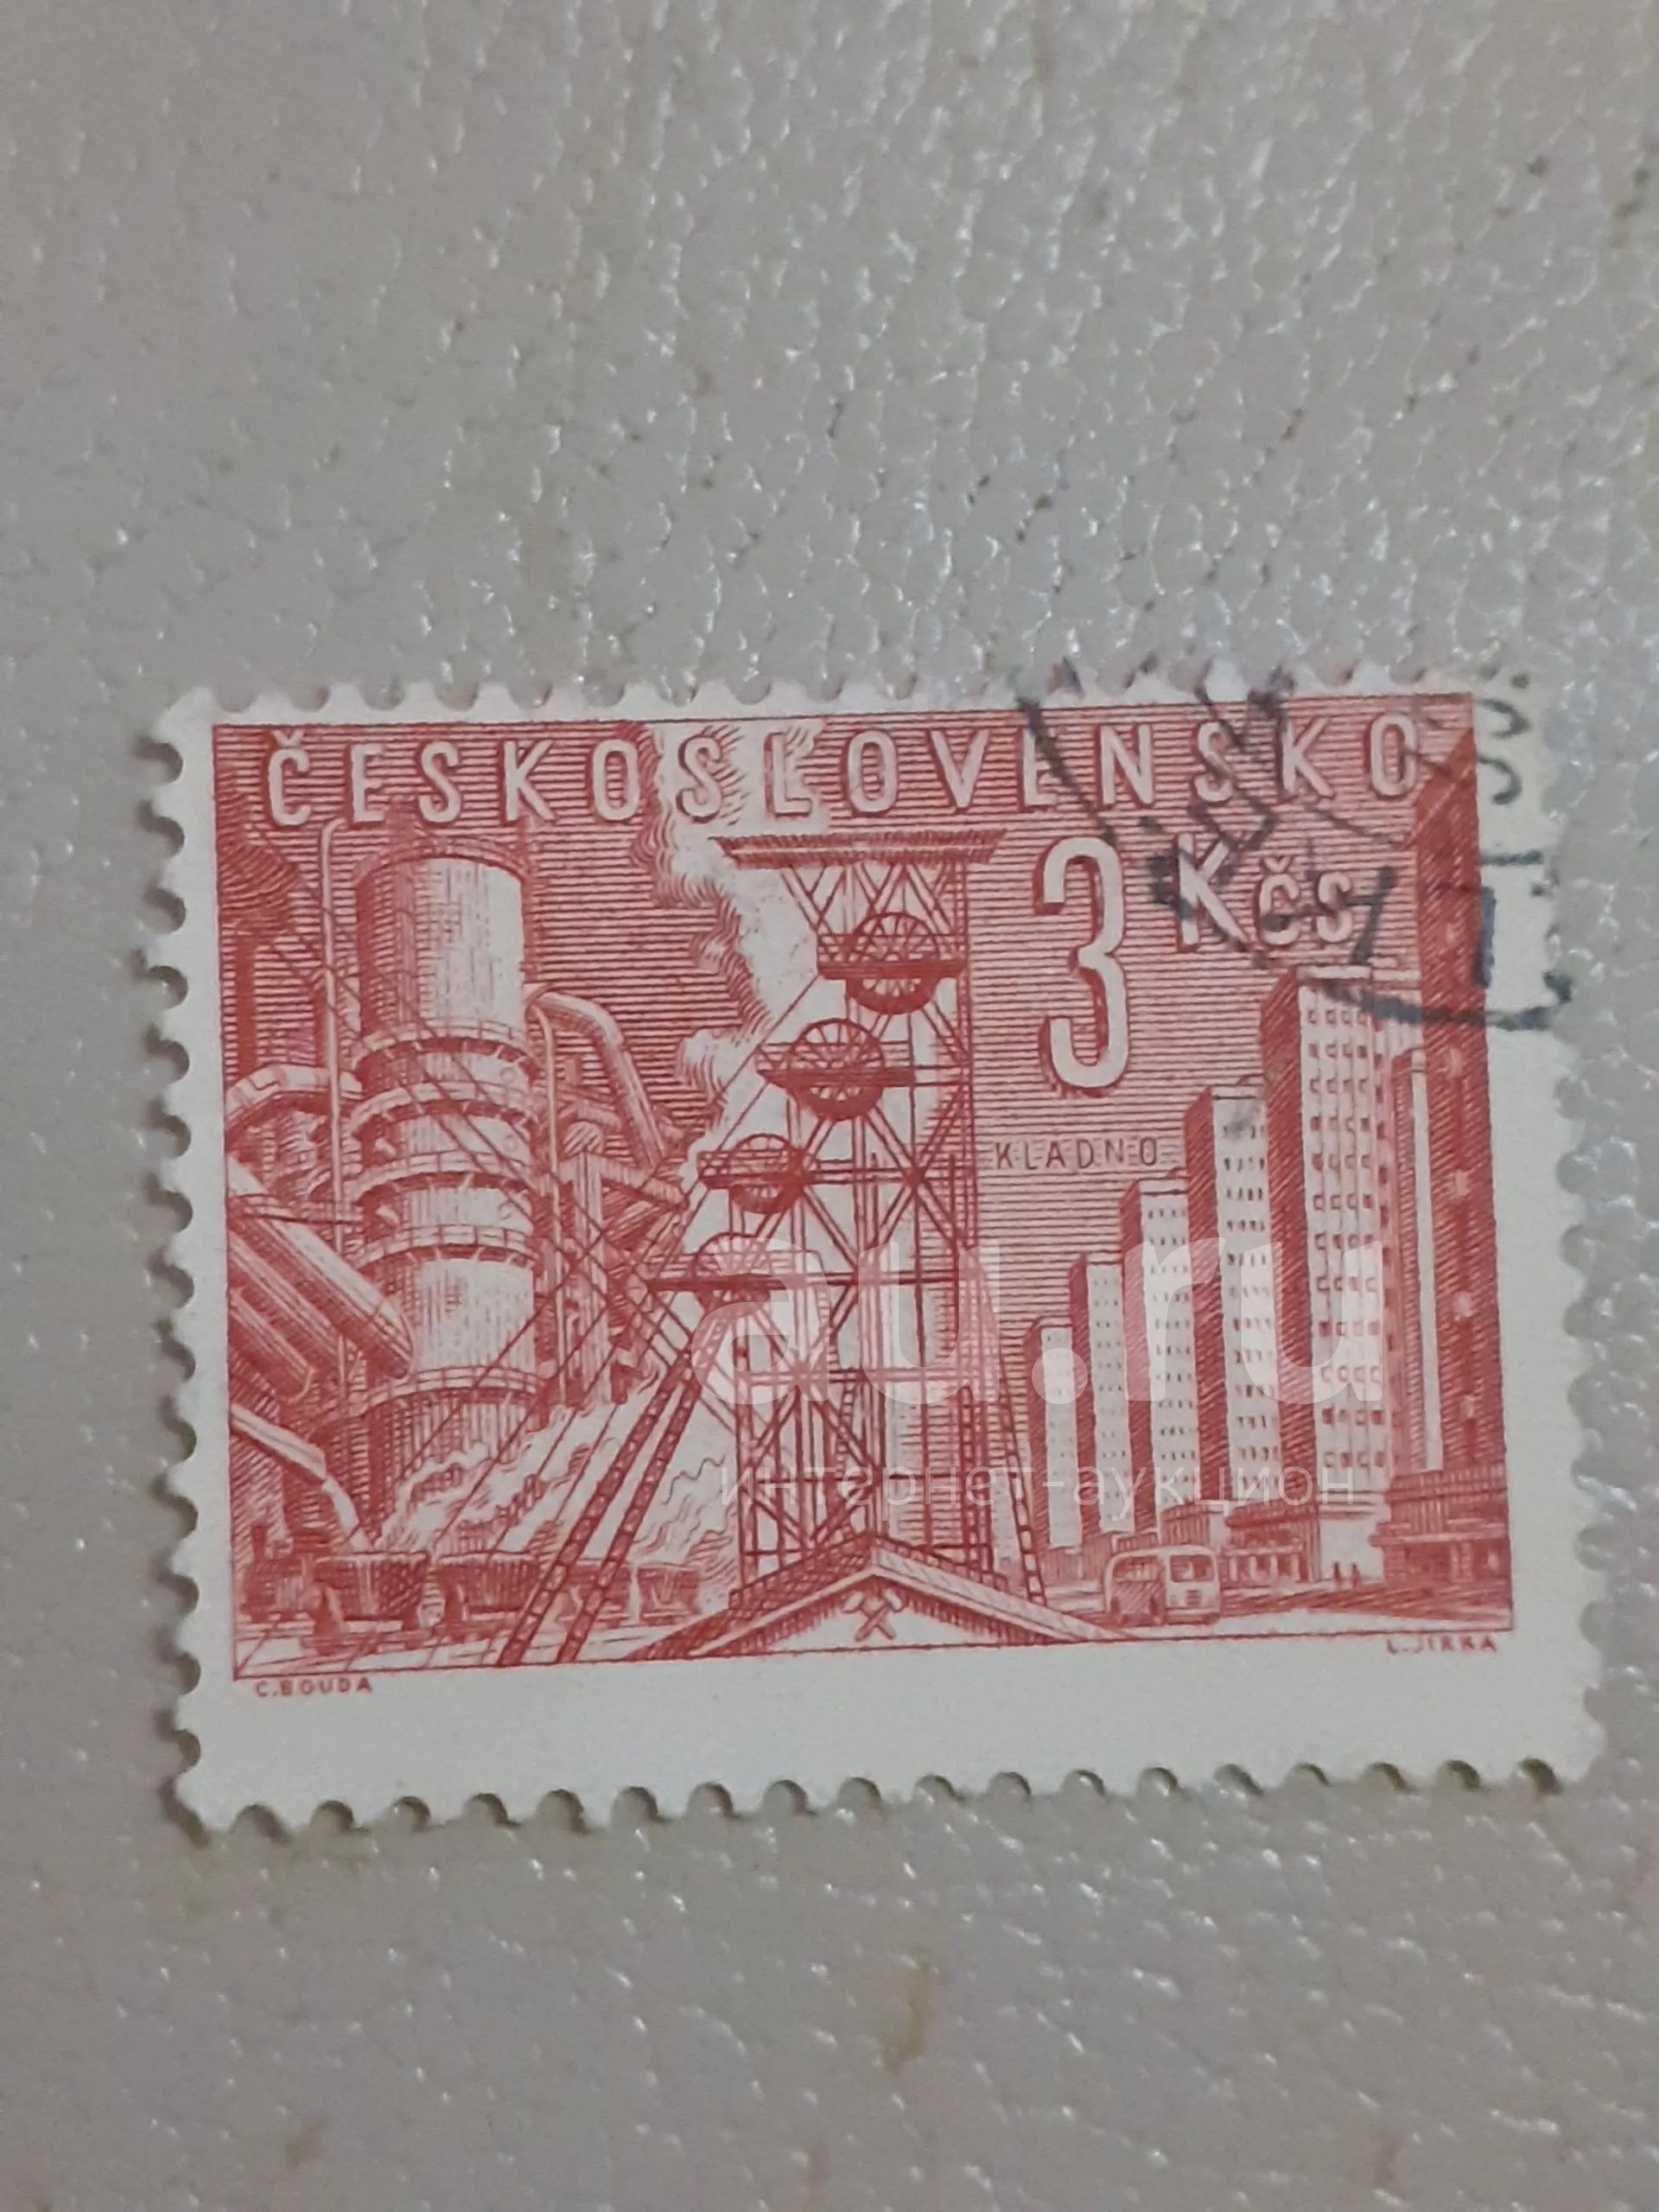 ČESKOSLOVENSKO
3 Kčs
KLADNO
au.ru
интернет-аукцион
C. BOUDA
L. JIRKA